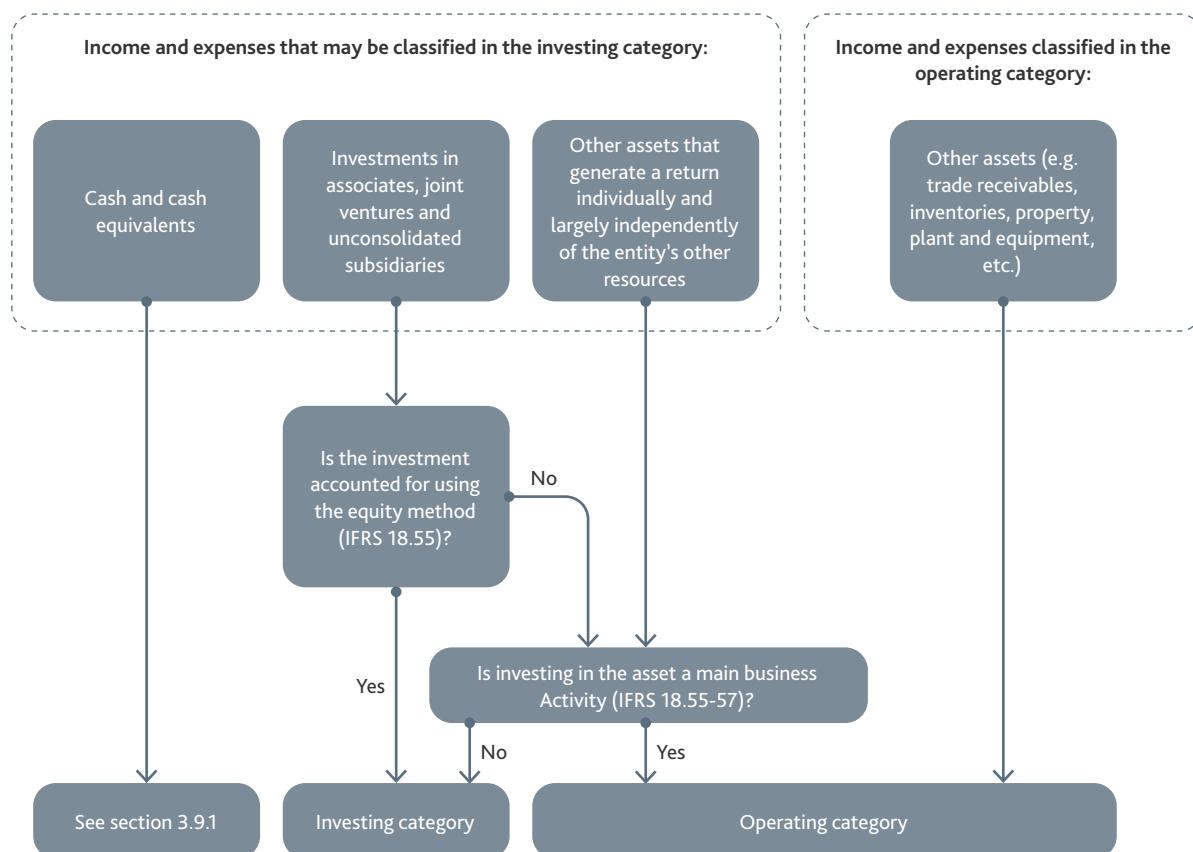 Income and expenses that may be classified in the investing category:
Income and expenses classified in the
operating category:
Cash and cash
equivalents
Investments in
associates, joint
ventures and
unconsolidated
subsidiaries
Other assets that
generate a return
individually and
largely independently
of the entity's other
resources
Other assets (e.g.
trade receivables,
inventories, property,
plant and equipment,
etc.)
Is the investment
accounted for using
the equity method
(IFRS 18.55)?
No
Yes
Is investing in the asset a main business
Activity (IFRS 18.55-57)?
No
Yes
See section 3.9.1
Investing category
Operating category